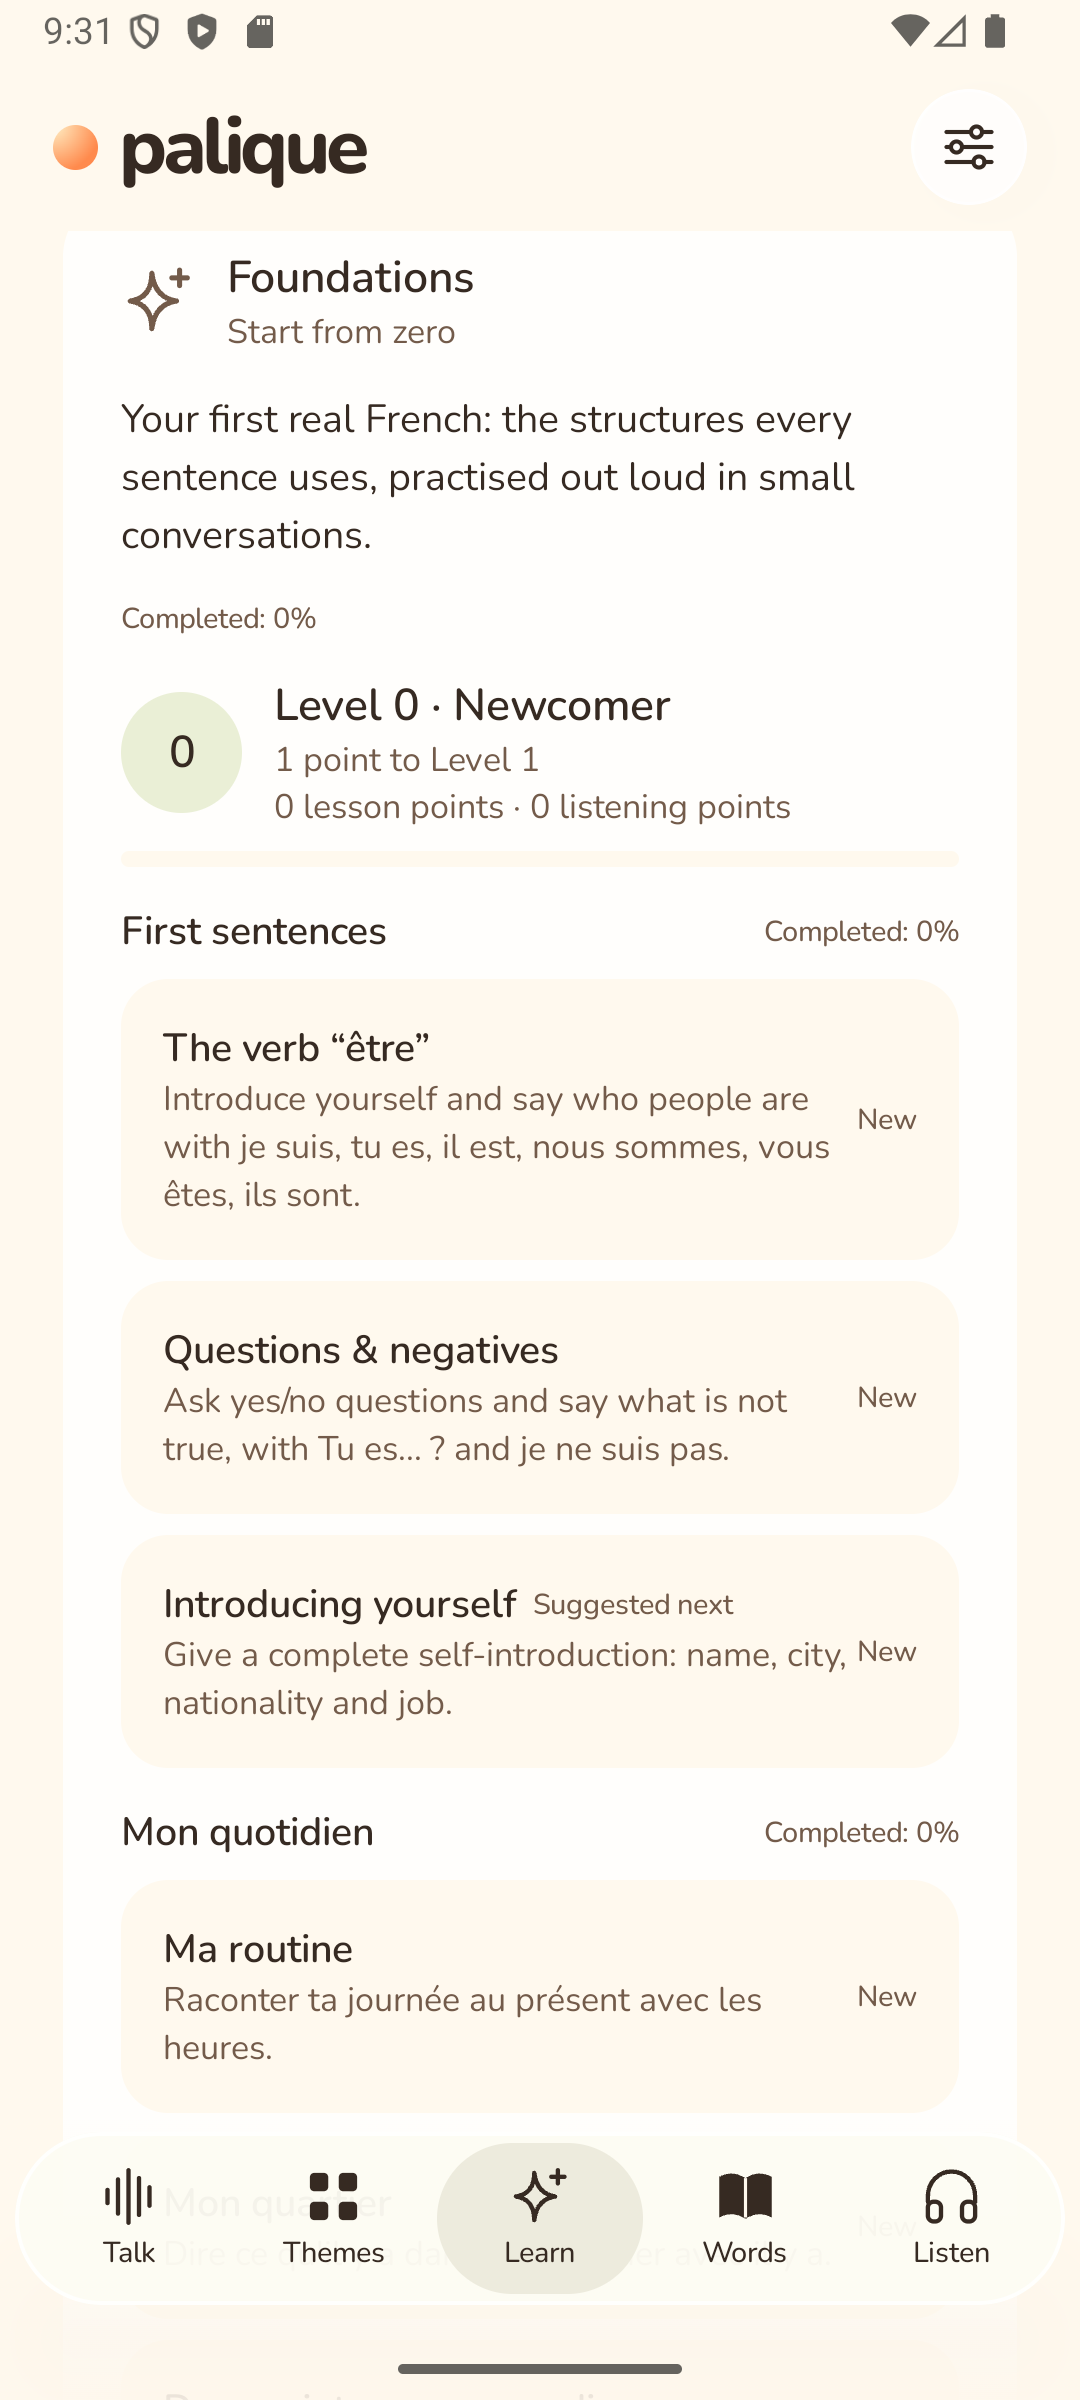 9:31
palique
Foundations
Start from zero
Your first real French: the structures every
sentence uses, practised out loud in small
conversations.
Completed: 0%
0
Level 0 · Newcomer
1 point to Level 1
0 lesson points · 0 listening points
First sentences
Completed: 0%
The verb “être”
Introduce yourself and say who people are
with je suis, tu es, il est, nous sommes, vous
êtes, ils sont.
New
Questions & negatives
Ask yes/no questions and say what is not
true, with Tu es… ? and je ne suis pas.
New
Introducing yourself Suggested next
Give a complete self-introduction: name, city,
nationality and job.
New
Mon quotidien
Completed: 0%
Ma routine
Raconter ta journée au présent avec les
heures.
New
Mon quartier
New
Dire ce
Talk
Themes
Learn
Words
Listen